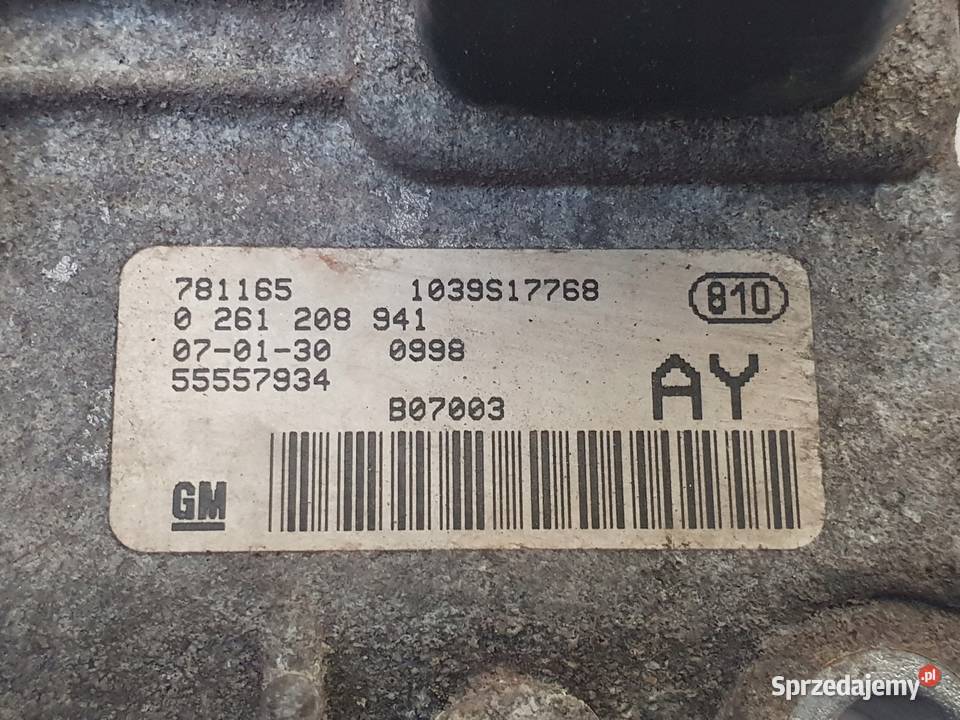 781165 1039S17768 810
0 261 208 941
07-01-30 0998
55557934 AY
B07003
GM
Sprzedajemy.pl